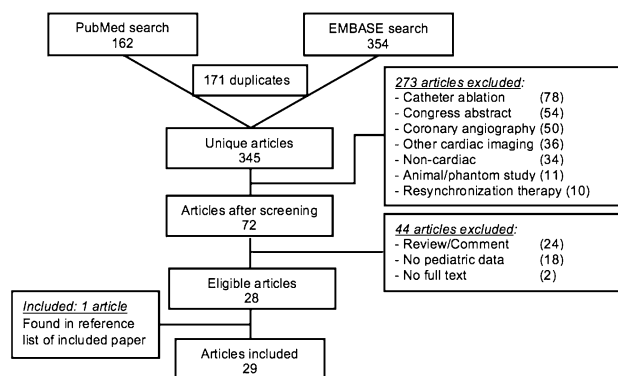 PubMed search
162
EMBASE search
354
171 duplicates
273 articles excluded:
- Catheter ablation (78)
- Congress abstract (54)
- Coronary angiography (50)
- Other cardiac imaging (36)
- Non-cardiac (34)
- Animal/phantom study (11)
- Resynchronization therapy (10)
Unique articles
345
Articles after screening
72
44 articles excluded:
- Review/Comment (24)
- No pediatric data (18)
- No full text (2)
Eligible articles
28
Included: 1 article
Found in reference
list of included paper
Articles included
29